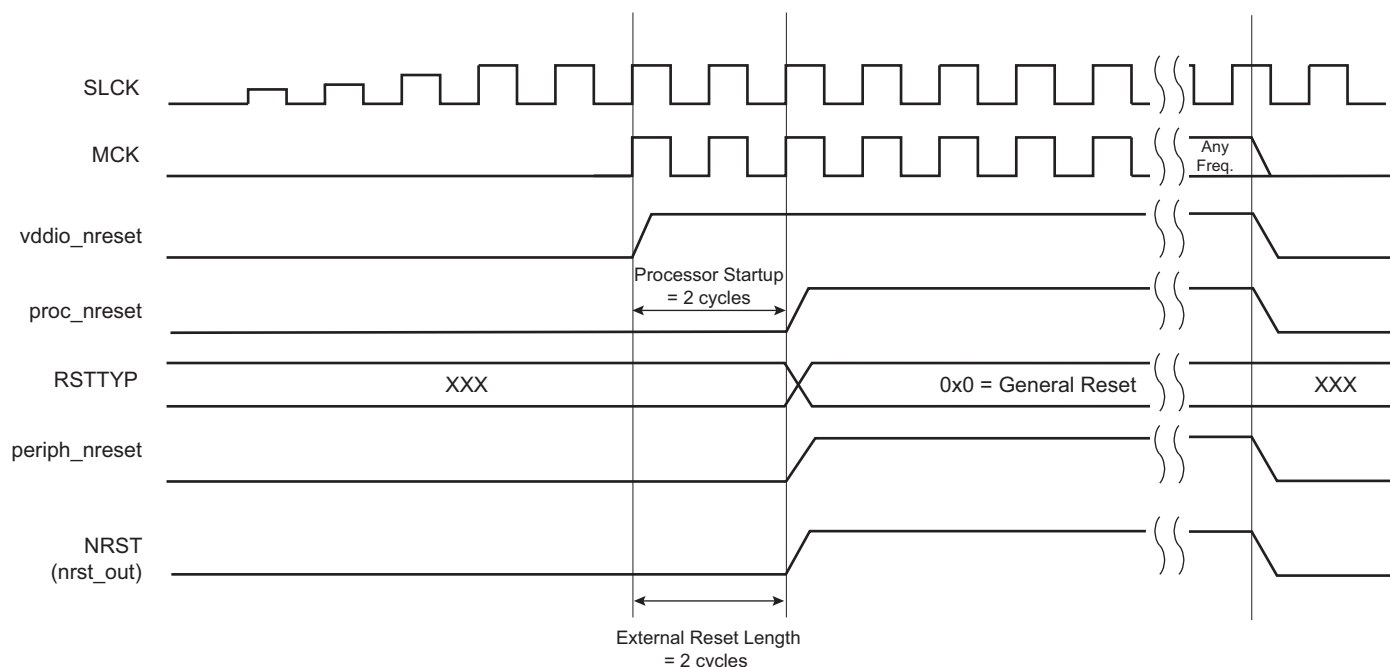 SLCK
MCK
Any
Freq.
vddio_nreset
Processor Startup
= 2 cycles
proc_nreset
RSTTYP
XXX
0x0 = General Reset
XXX
periph_nreset
NRST
(nrst_out)
External Reset Length
= 2 cycles